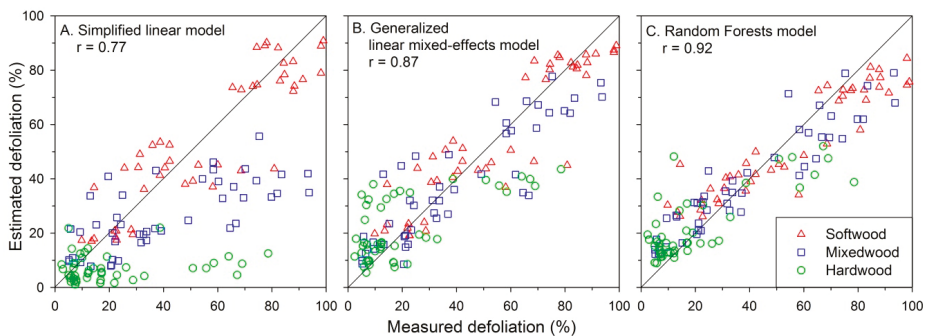 A. Simplified linear model
r = 0.77
B. Generalized
linear mixed-effects model
r = 0.87
C. Random Forests model
r = 0.92
Estimated defoliation (%)
100
80
60
40
20
0
0 20 40 60 80 100
0 20 40 60 80 100
0 20 40 60 80 100
Softwood
Mixedwood
Hardwood
Measured defoliation (%)